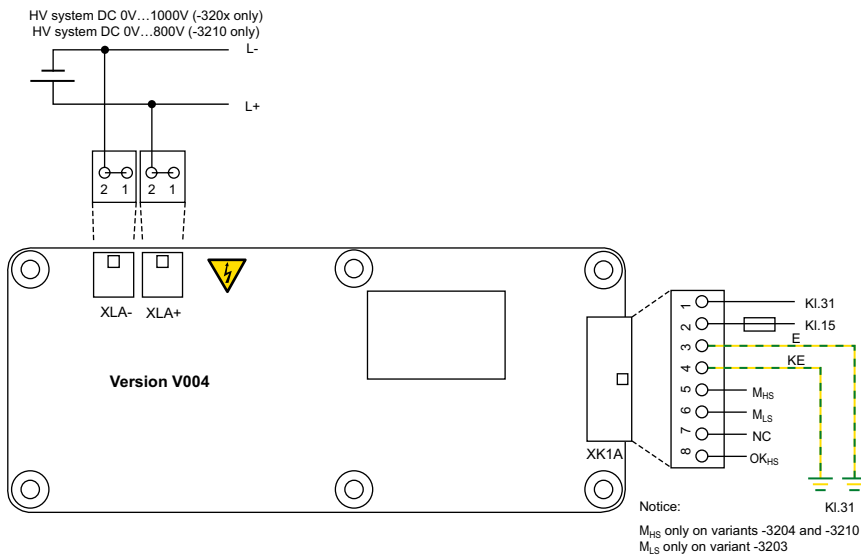 HV system DC 0V...1000V (-320x only)
HV system DC 0V...800V (-3210 only)
L-
L+
2 1 2 1
XLA- XLA+
Version V004
XK1A
1 Kl.31
2 Kl.15
3 E
4 KE
5 MHS
6 MLS
7 NC
8 OKHS
Kl.31
Notice:
MHS only on variants -3204 and -3210
MLS only on variant -3203